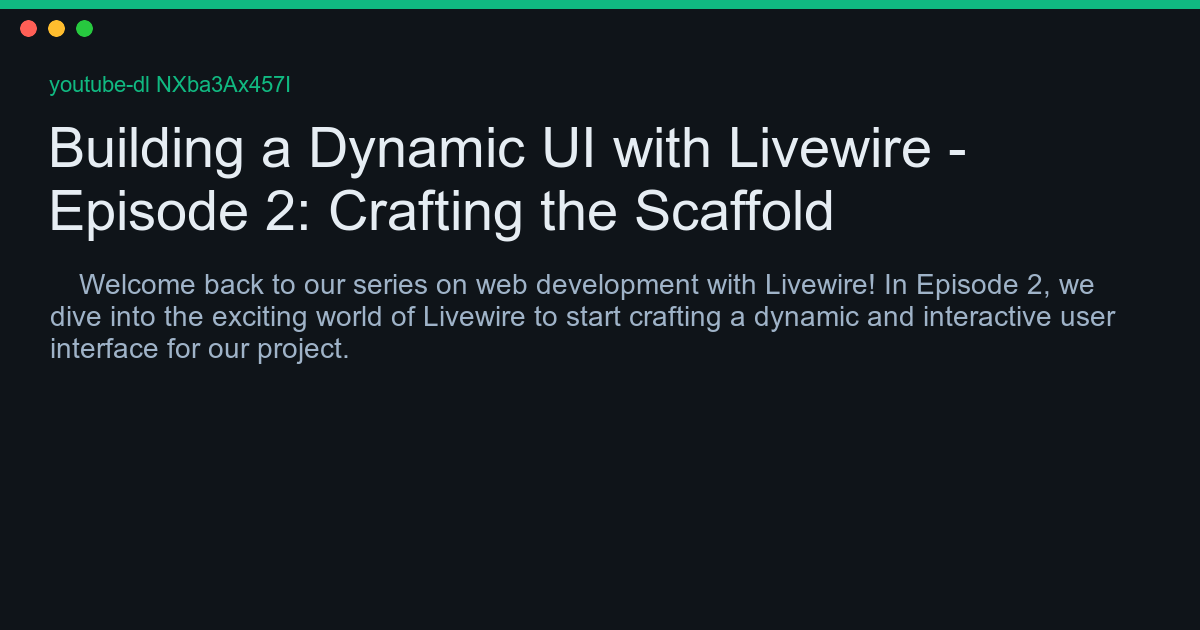 youtube-dl NXba3Ax457I
Building a Dynamic UI with Livewire -
Episode 2: Crafting the Scaffold
Welcome back to our series on web development with Livewire! In Episode 2, we
dive into the exciting world of Livewire to start crafting a dynamic and interactive user
interface for our project.